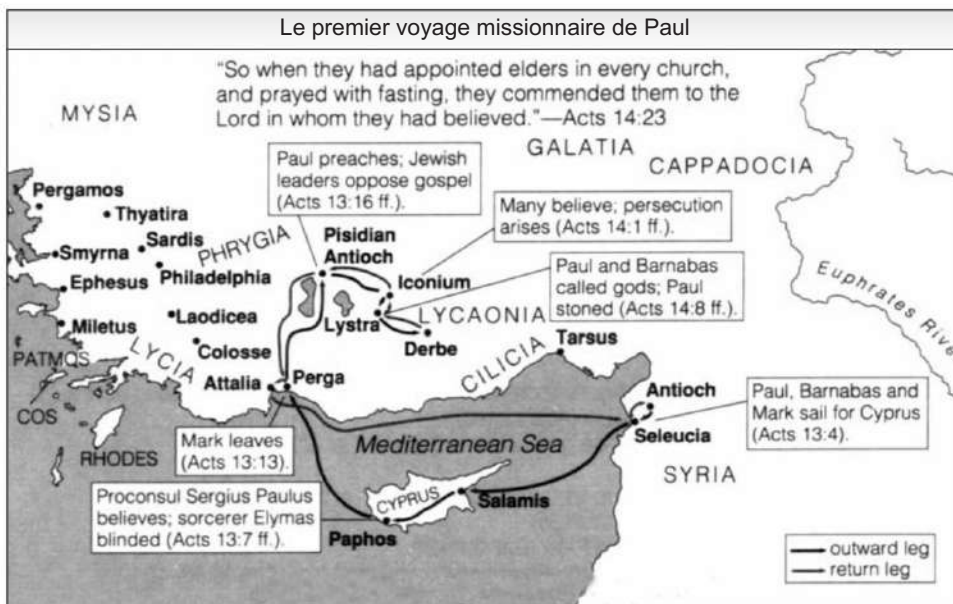 Le premier voyage missionnaire de Paul
“So when they had appointed elders in every church,
and prayed with fasting, they commended them to the
Lord in whom they had believed.”—Acts 14:23
MYSIA
GALATIA
CAPPADOCIA
Paul preaches; Jewish
leaders oppose gospel
(Acts 13:16 ff.).
Many believe; persecution
arises (Acts 14:1 ff.).
Pergamos
Thyatira
Smyrna
Sardis
PHRYGIA
Philadelphia
Ephesus
Pisidian
Antioch
Iconium
Paul and Barnabas
called gods; Paul
stoned (Acts 14:8 ff.).
Euphrates River
Miletus
Laodicea
Lystra
LYCAONIA
Derbe
PATMOS
LYCIA
Colosse
CILICIA
Tarsus
Attalia
Perga
Antioch
COS
Paul, Barnabas and
Mark sail for Cyprus
(Acts 13:4).
Seleucia
Mark leaves
(Acts 13:13).
Mediterranean Sea
RHODES
SYRIA
Proconsul Sergius Paulus
believes; sorcerer Elymas
blinded (Acts 13:7 ff.).
CYPRUS
Salamis
Paphos
outward leg
return leg